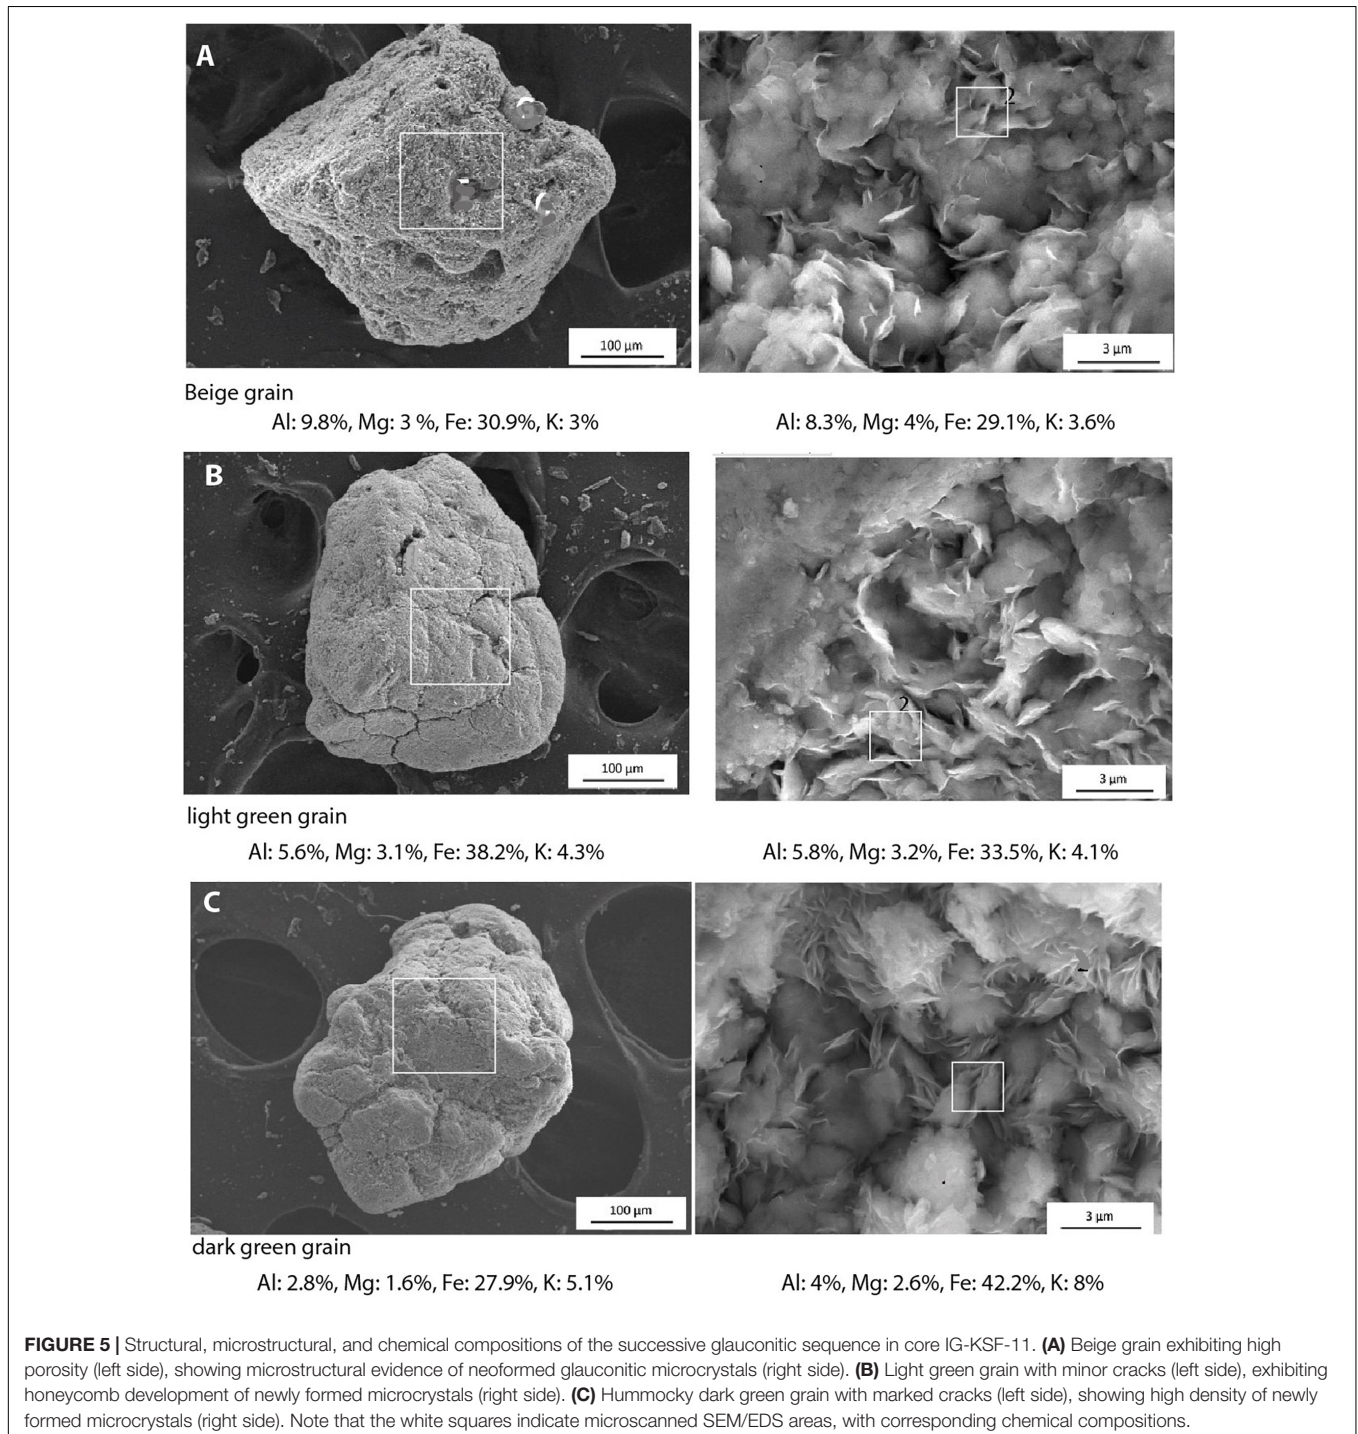 A
2
100 µm
3 µm
Beige grain
Al: 9.8%, Mg: 3 %, Fe: 30.9%, K: 3%
Al: 8.3%, Mg: 4%, Fe: 29.1%, K: 3.6%
B
2
100 µm
3 µm
light green grain
Al: 5.6%, Mg: 3.1%, Fe: 38.2%, K: 4.3%
Al: 5.8%, Mg: 3.2%, Fe: 33.5%, K: 4.1%
C
100 µm
3 µm
dark green grain
Al: 2.8%, Mg: 1.6%, Fe: 27.9%, K: 5.1%
Al: 4%, Mg: 2.6%, Fe: 42.2%, K: 8%
FIGURE 5 | Structural, microstructural, and chemical compositions of the successive glauconitic sequence in core IG-KSF-11. (A) Beige grain exhibiting high
porosity (left side), showing microstructural evidence of neoformed glauconitic microcrystals (right side). (B) Light green grain with minor cracks (left side), exhibiting
honeycomb development of newly formed microcrystals (right side). (C) Hummocky dark green grain with marked cracks (left side), showing high density of newly
formed microcrystals (right side). Note that the white squares indicate microscanned SEM/EDS areas, with corresponding chemical compositions.